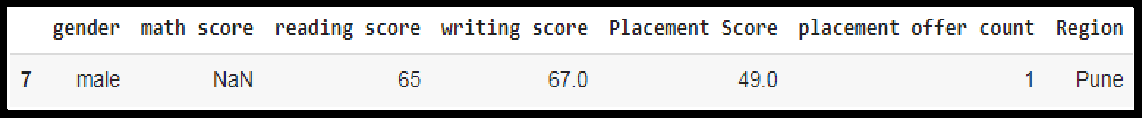 gender math score reading score writing score Placement Score placement offer count Region
7 male NaN 65 67.0 49.0 1 Pune